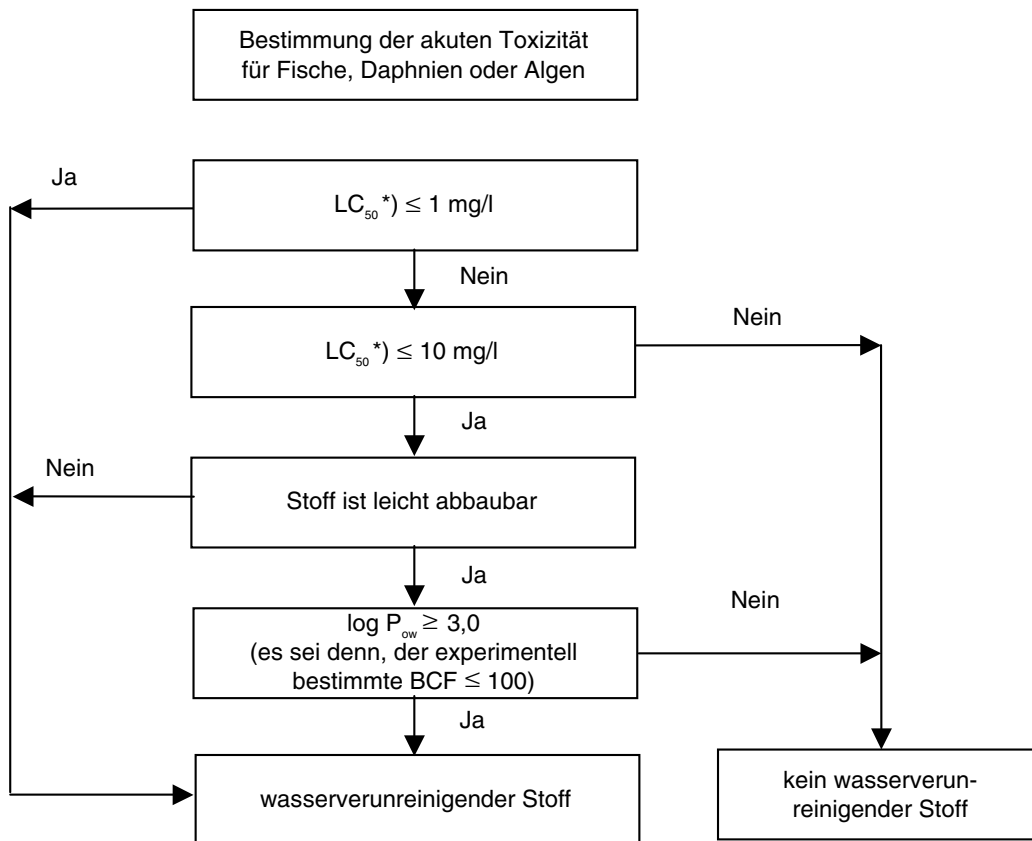 Bestimmung der akuten Toxizität
für Fische, Daphnien oder Algen
Ja
LC₅₀ *) ≤ 1 mg/l
Nein
Nein
LC₅₀ *) ≤ 10 mg/l
Ja
Nein
Stoff ist leicht abbaubar
Ja
Nein
log Pₒw ≥ 3,0
(es sei denn, der experimentell
bestimmte BCF ≤ 100)
Ja
wasserverunreinigender Stoff
kein wasserverun-
reinigender Stoff